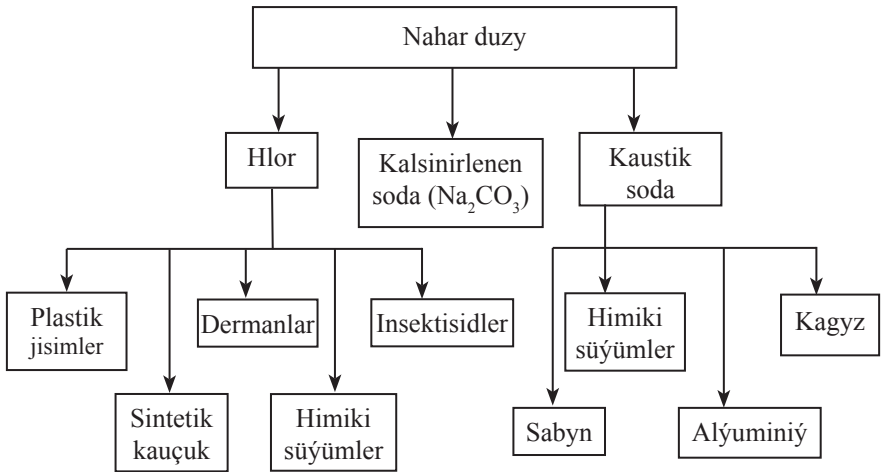 Nahar duzy
Hlor
Kalsinirlenen
soda (Na₂CO₃)
Kaustik
soda
Plastik
jisimler
Dermanlar
Insektisidler
Himiki
süýümler
Kagyz
Sintetik
kauçuk
Himiki
süýümler
Sabyn
Alýuminiý